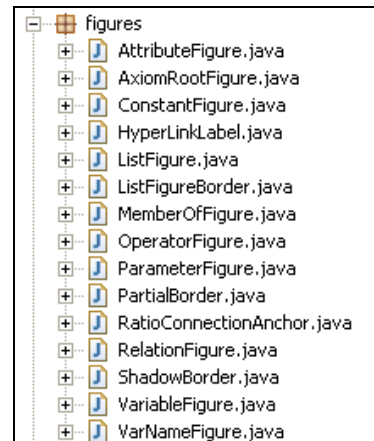 figures
AttributeFigure.java
AxiomRootFigure.java
ConstantFigure.java
HyperLinkLabel.java
ListFigure.java
ListFigureBorder.java
MemberOfFigure.java
OperatorFigure.java
ParameterFigure.java
PartialBorder.java
RatioConnectionAnchor.java
RelationFigure.java
ShadowBorder.java
VariableFigure.java
VarNameFigure.java